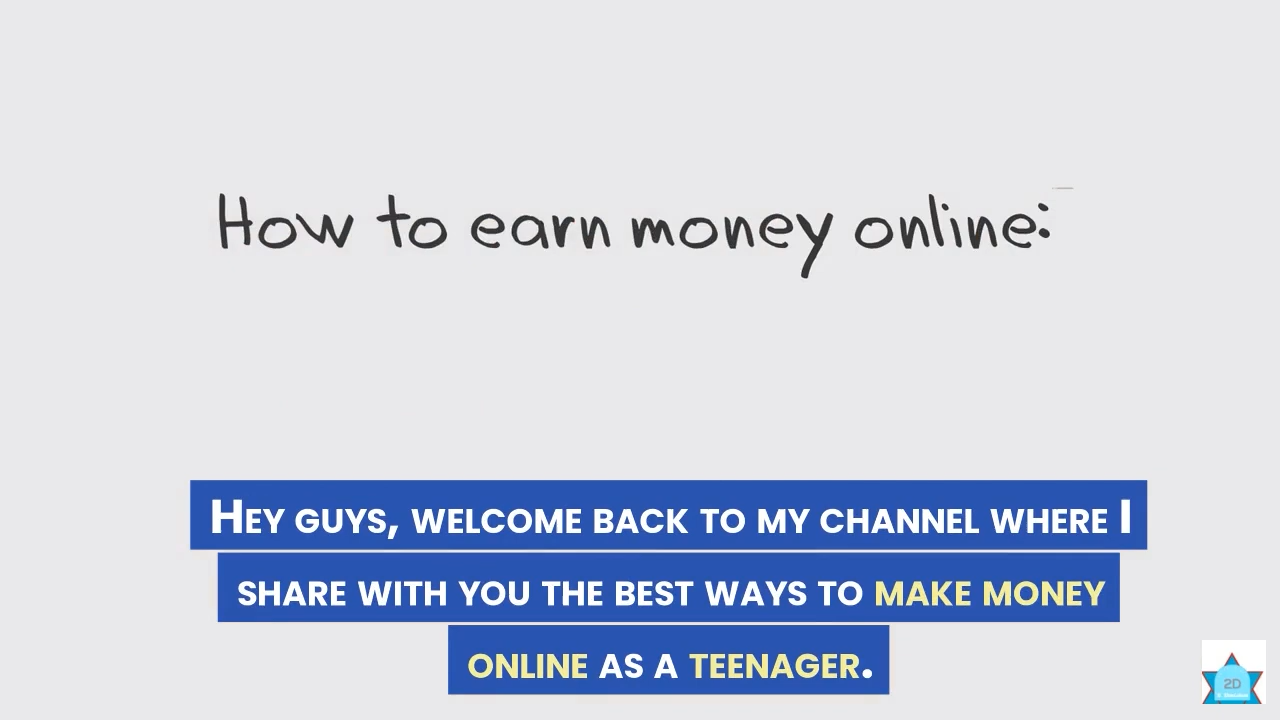 How to earn money online:
Hey guys, welcome back to my channel where I
share with you the best ways to make money
online as a teenager.
2D